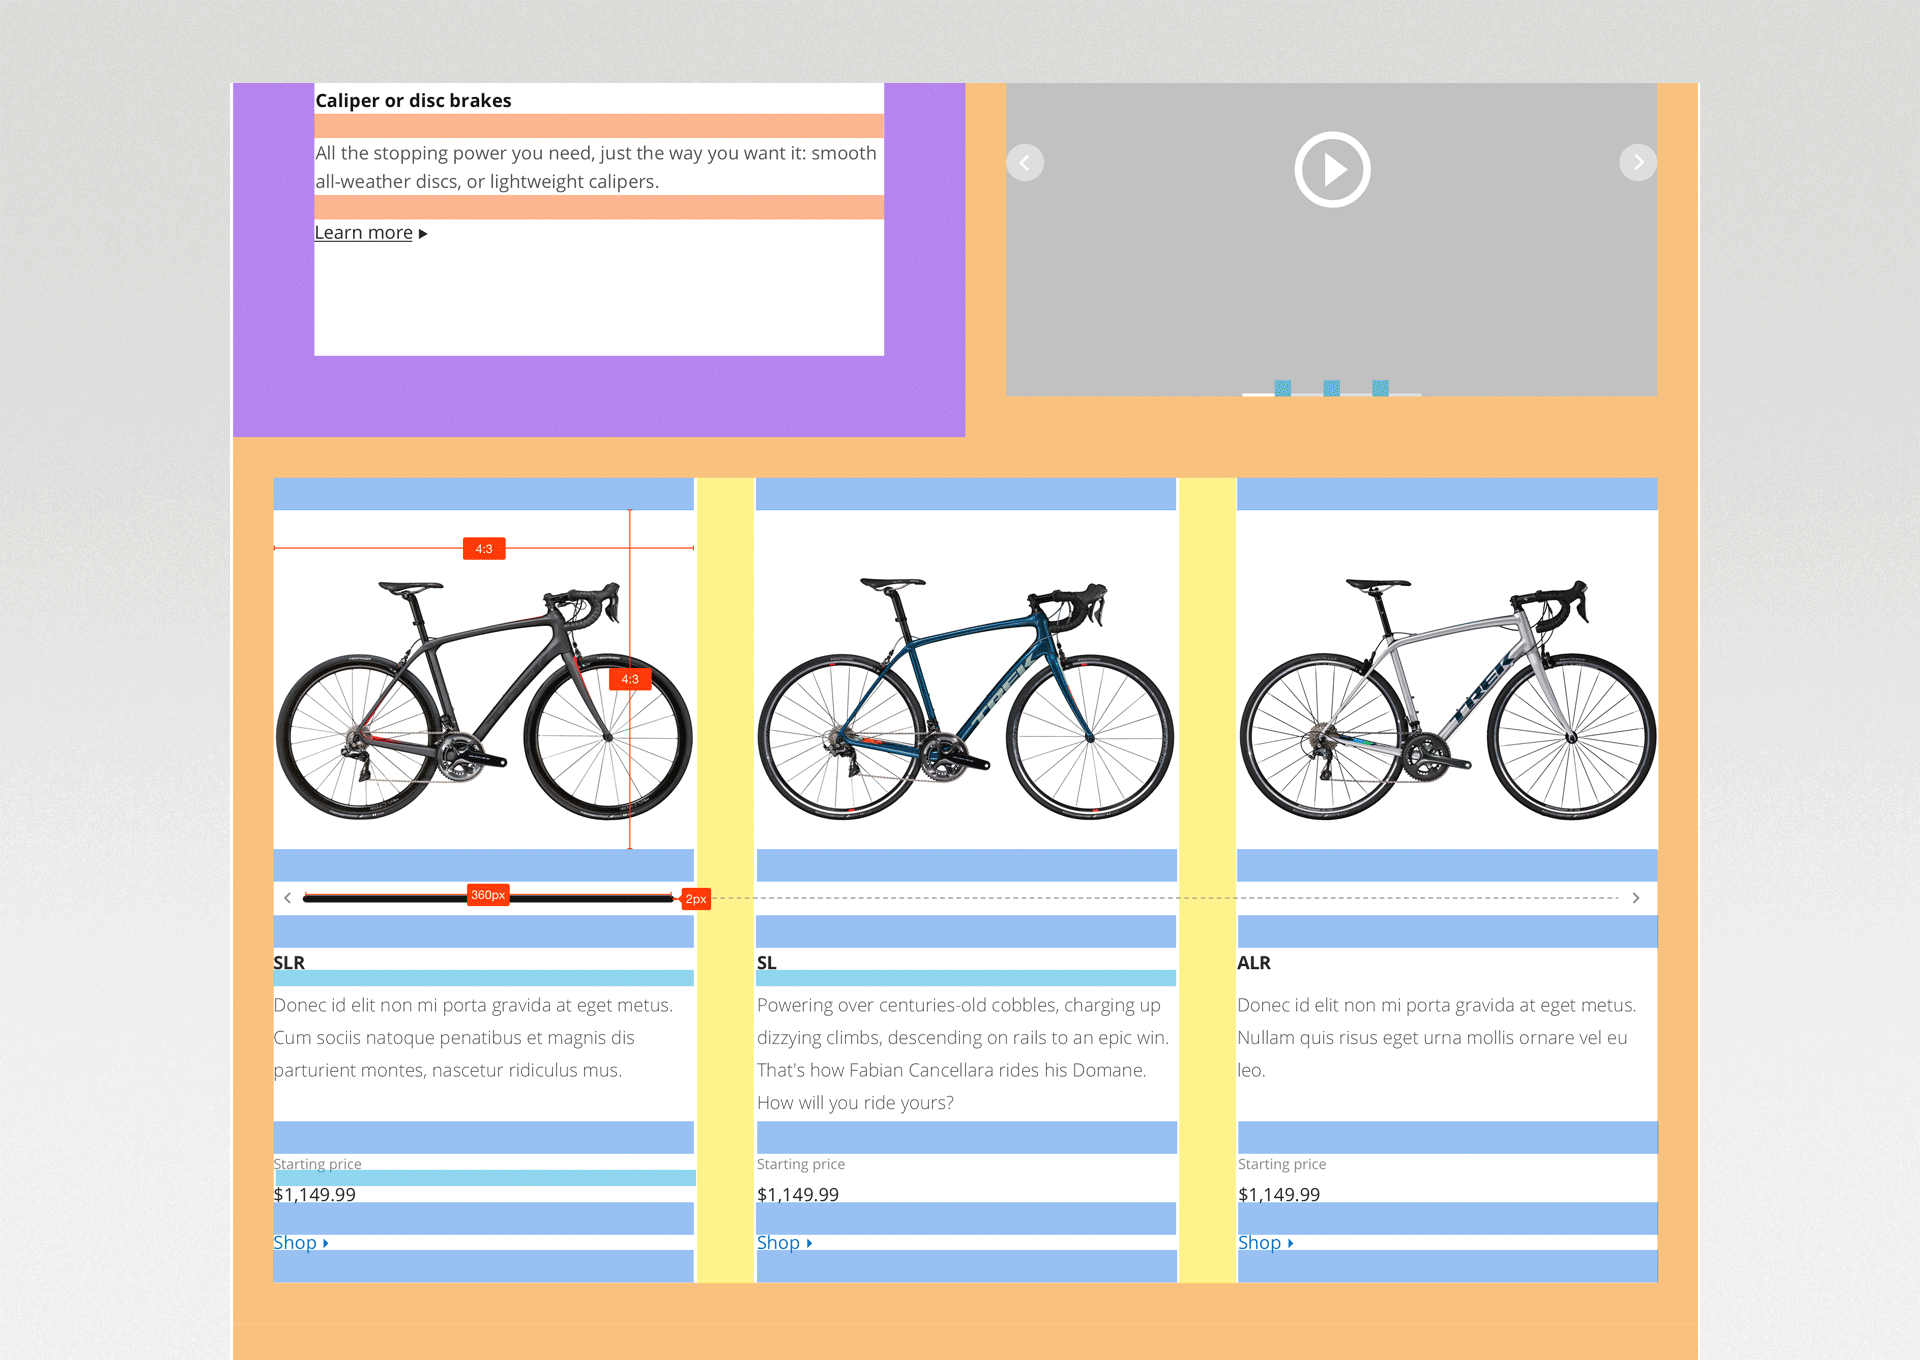 Caliper or disc brakes
All the stopping power you need, just the way you want it: smooth
all-weather discs, or lightweight calipers.
Learn more
4:3
4:3
TREK
TREK
360px
2px
SLR
Donec id elit non mi porta gravida at eget metus.
Cum sociis natoque penatibus et magnis dis
parturient montes, nascetur ridiculus mus.
Starting price
$1,149.99
Shop
SL
Powering over centuries-old cobbles, charging up
dizzying climbs, descending on rails to an epic win.
That's how Fabian Cancellara rides his Domane.
How will you ride yours?
Starting price
$1,149.99
Shop
ALR
Donec id elit non mi porta gravida at eget metus.
Nullam quis risus eget urna mollis ornare vel eu
leo.
Starting price
$1,149.99
Shop